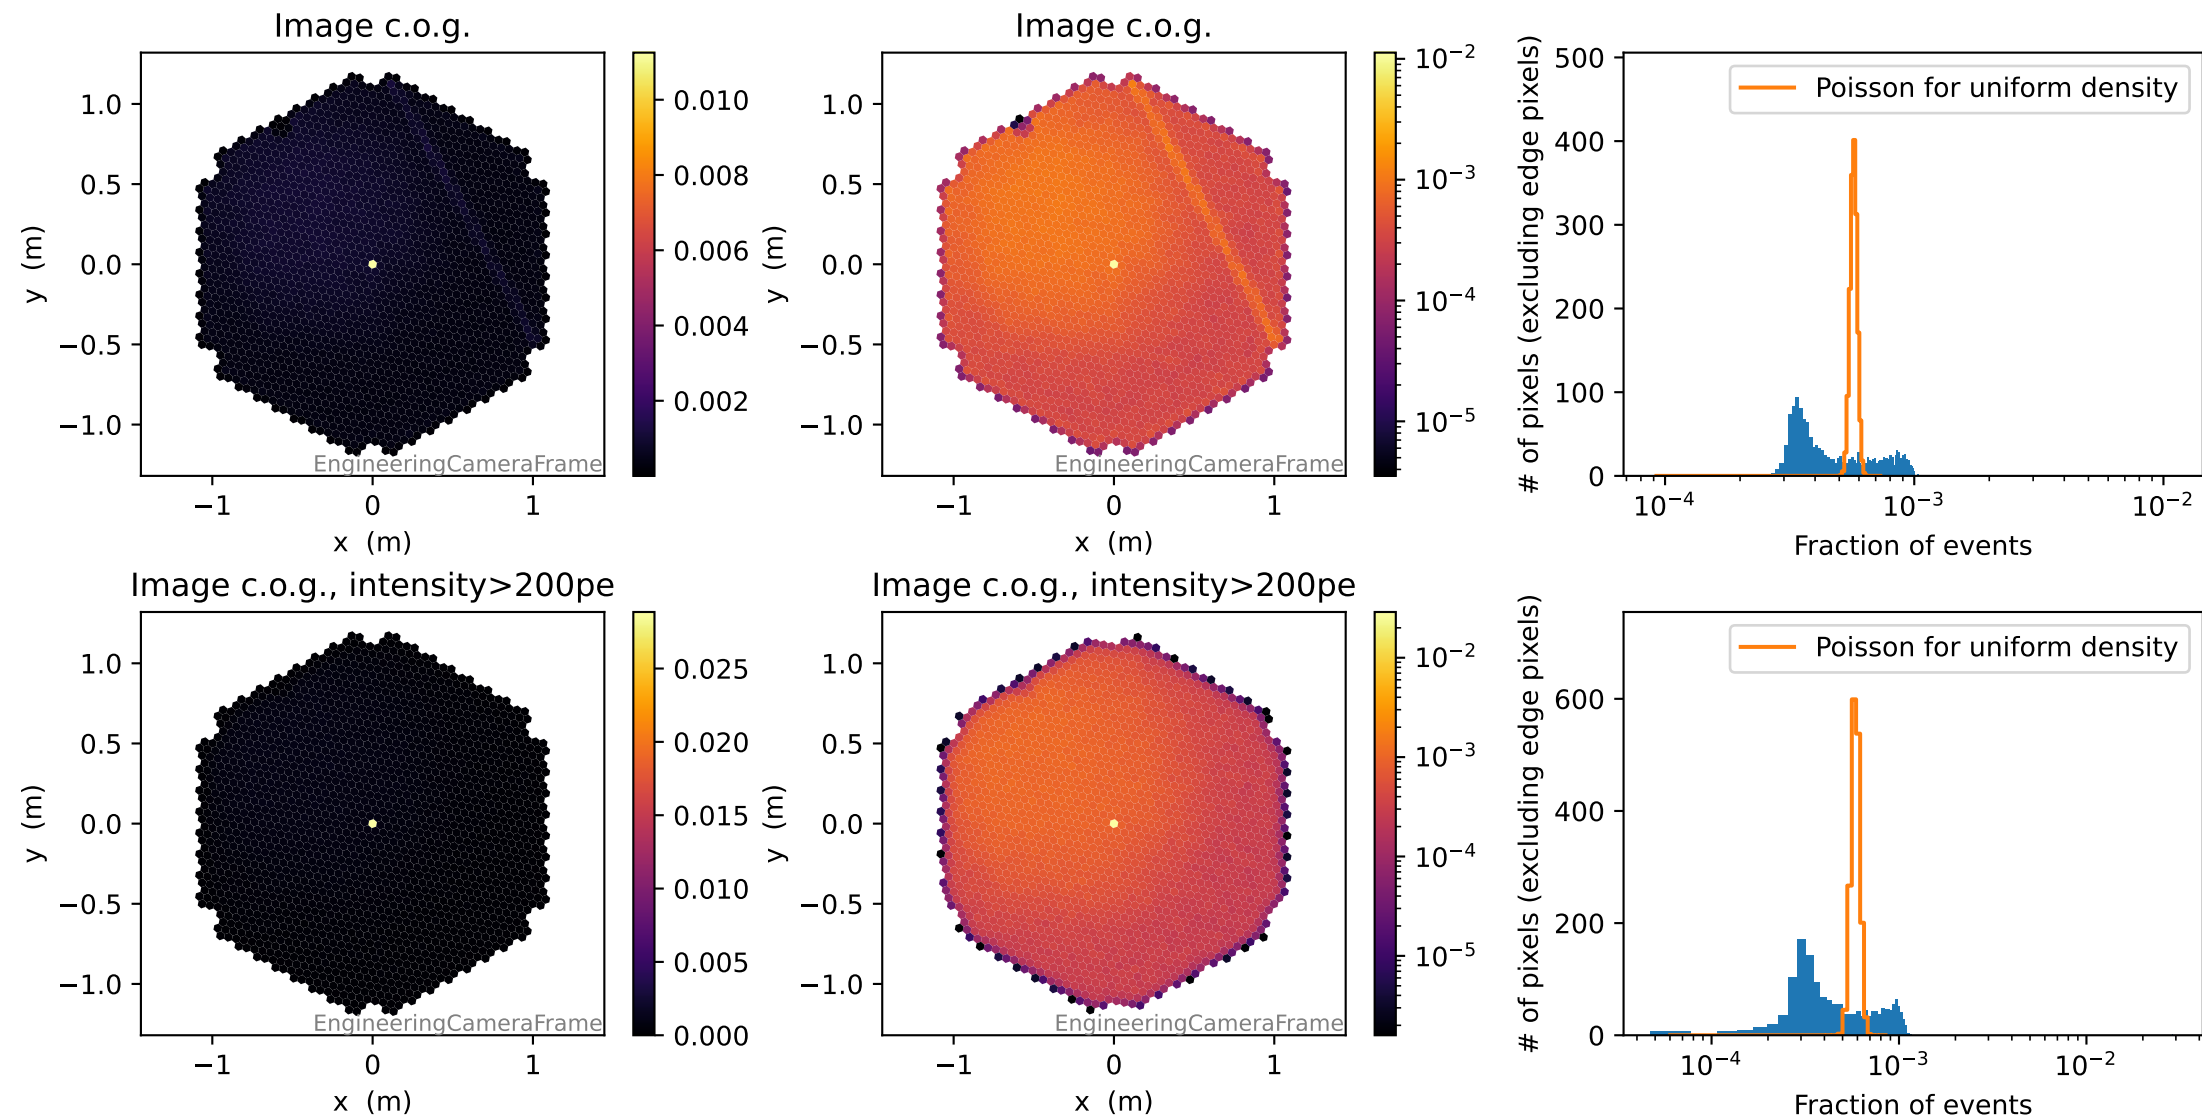 Image c.o.g.
1.0
0.5
0.0
−0.5
−1.0
y (m)
−1 0 1
x (m)
EngineeringCameraFrame
0.010
0.008
0.006
0.004
0.002
Image c.o.g.
1.0
0.5
0.0
−0.5
−1.0
y (m)
−1 0 1
x (m)
EngineeringCameraFrame
10⁻²
10⁻³
10⁻⁴
10⁻⁵
# of pixels (excluding edge pixels)
500
400
300
200
100
0
Poisson for uniform density
10⁻⁴ 10⁻³ 10⁻²
Fraction of events
Image c.o.g., intensity>200pe
1.0
0.5
0.0
−0.5
−1.0
y (m)
−1 0 1
x (m)
EngineeringCameraFrame
0.025
0.020
0.015
0.010
0.005
0.000
Image c.o.g., intensity>200pe
1.0
0.5
0.0
−0.5
−1.0
y (m)
−1 0 1
x (m)
EngineeringCameraFrame
10⁻²
10⁻³
10⁻⁴
10⁻⁵
# of pixels (excluding edge pixels)
600
400
200
0
Poisson for uniform density
10⁻⁴ 10⁻³ 10⁻²
Fraction of events